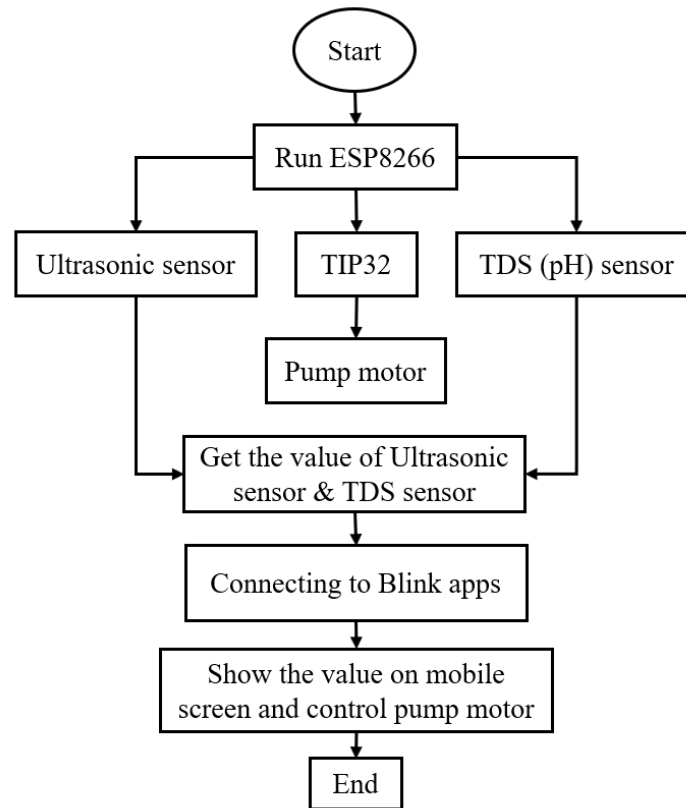 Start
Run ESP8266
Ultrasonic sensor
TIP32
TDS (pH) sensor
Pump motor
Get the value of Ultrasonic
sensor & TDS sensor
Connecting to Blink apps
Show the value on mobile
screen and control pump motor
End